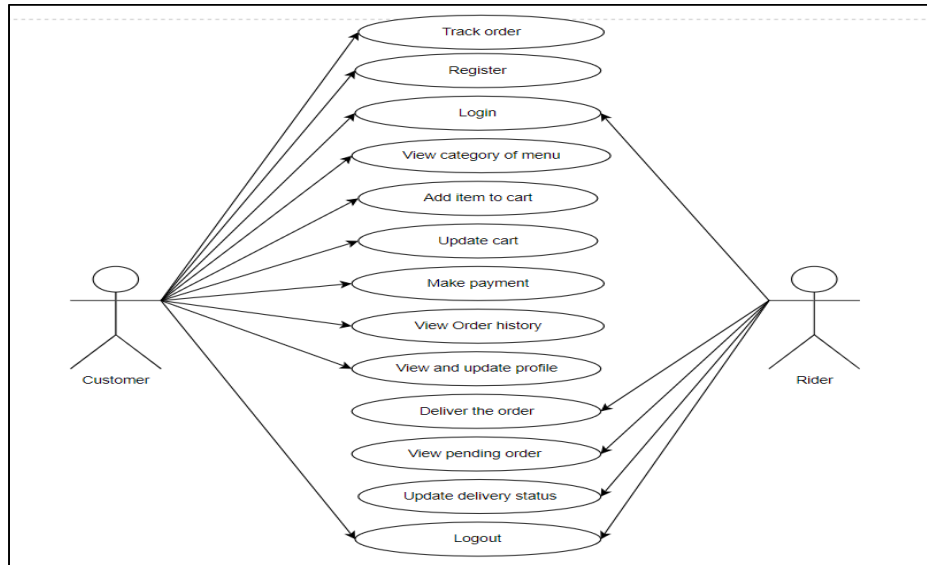 Track order
Register
Login
View category of menu
Add item to cart
Update cart
Make payment
View Order history
View and update profile
Customer
Rider
Deliver the order
View pending order
Update delivery status
Logout